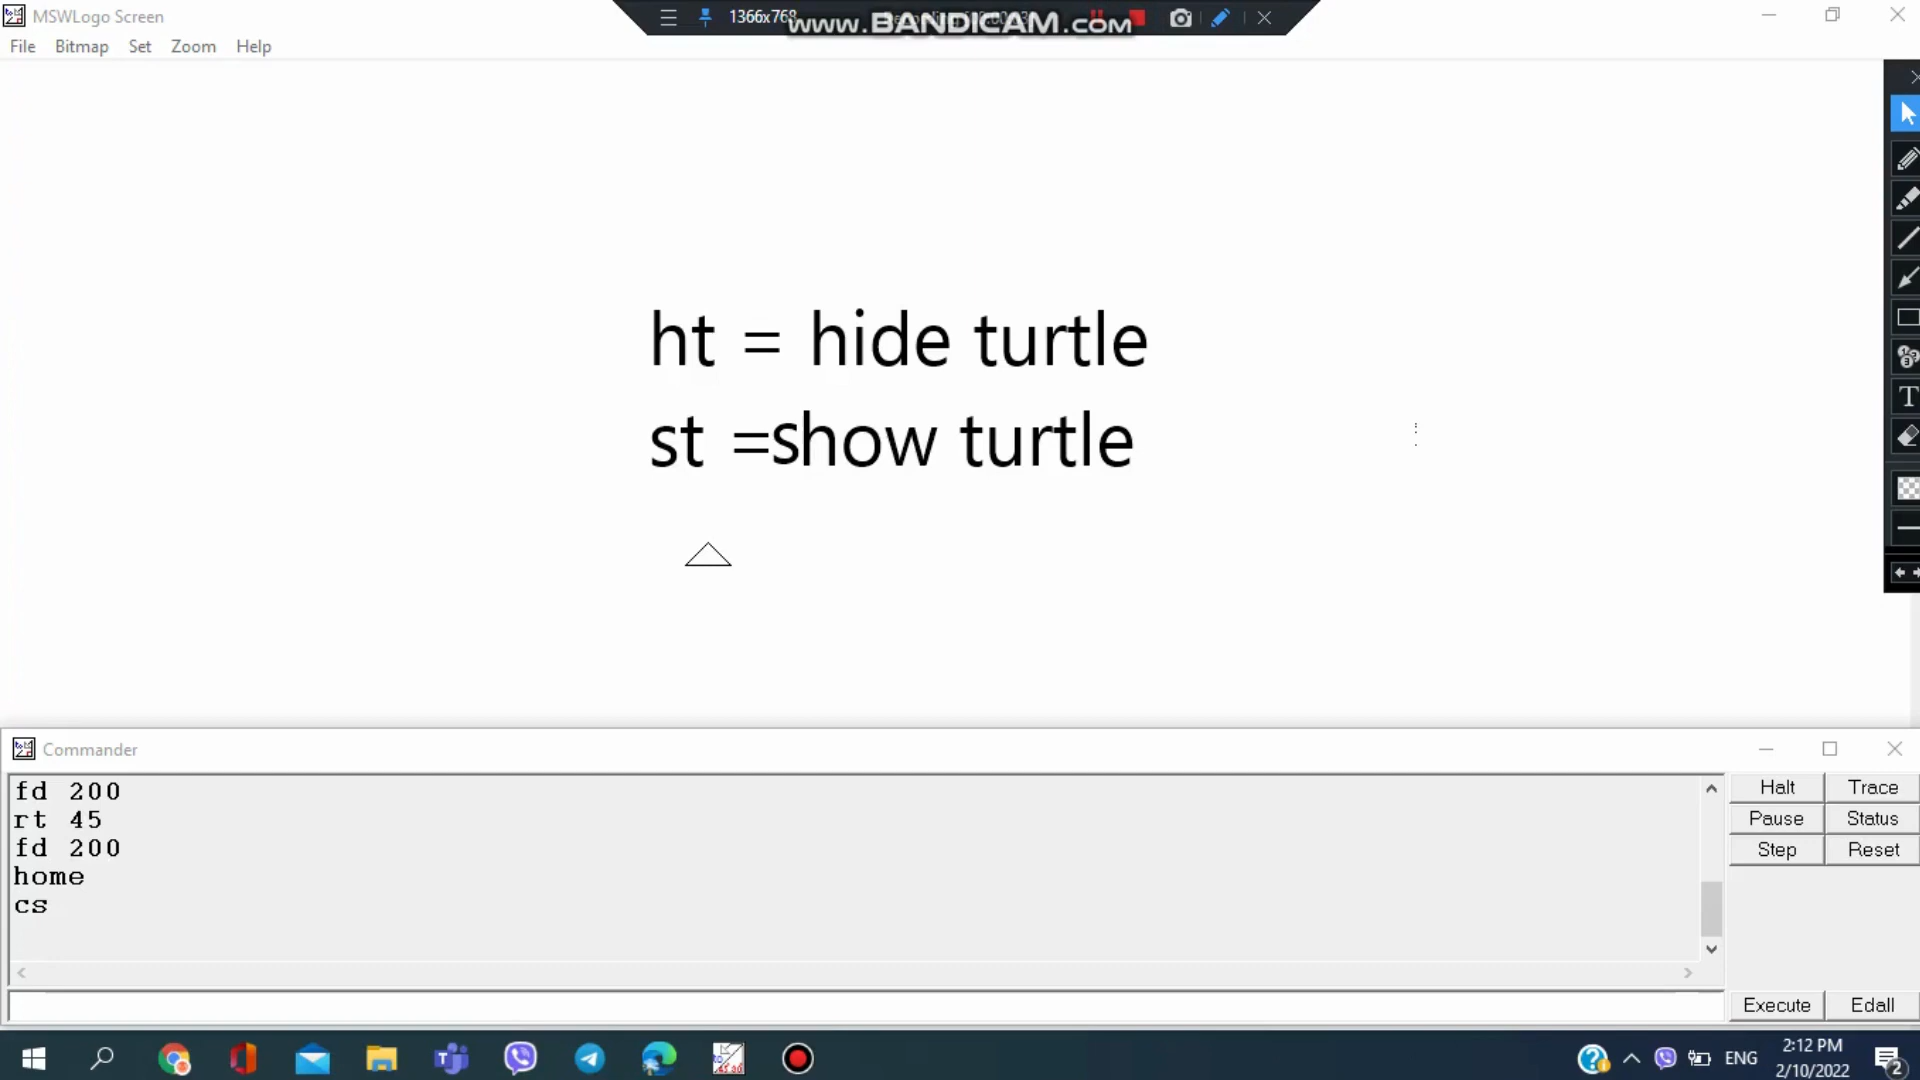 MSWLogo Screen
1366x768
www.BANDICAM.com
File Bitmap Set Zoom Help
ht = hide turtle
st =show turtle
T
Commander
fd 200
rt 45
fd 200
home
cs
Halt Trace
Pause Status
Step Reset
Execute Edall
ENG
2:12 PM
2/10/2022
2